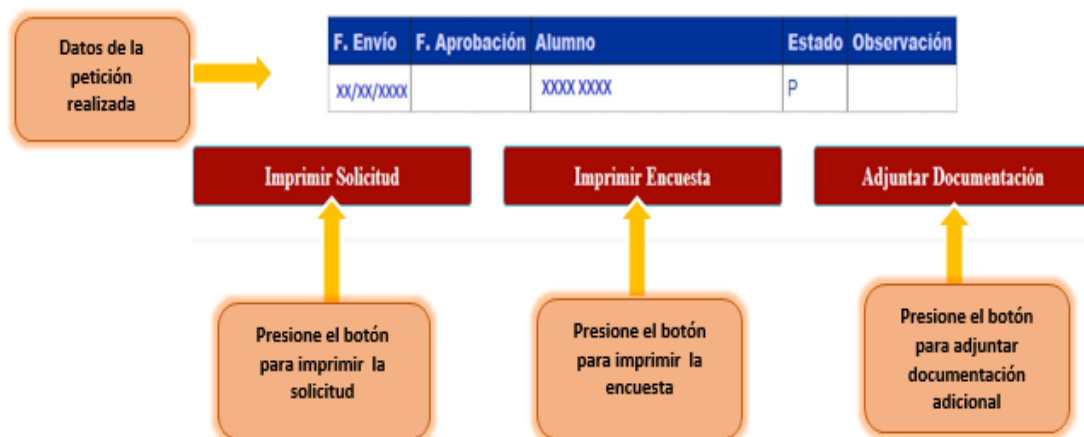 Datos de la
petición
realizada
F. Envío F. Aprobación Alumno Estado Observación
xx/xx/xxxx XXXX XXXX P
Imprimir Solicitud Imprimir Encuesta Adjuntar Documentación
Presione el botón
para imprimir la
solicitud
Presione el botón
para imprimir la
encuesta
Presione el botón
para adjuntar
documentación
adicional